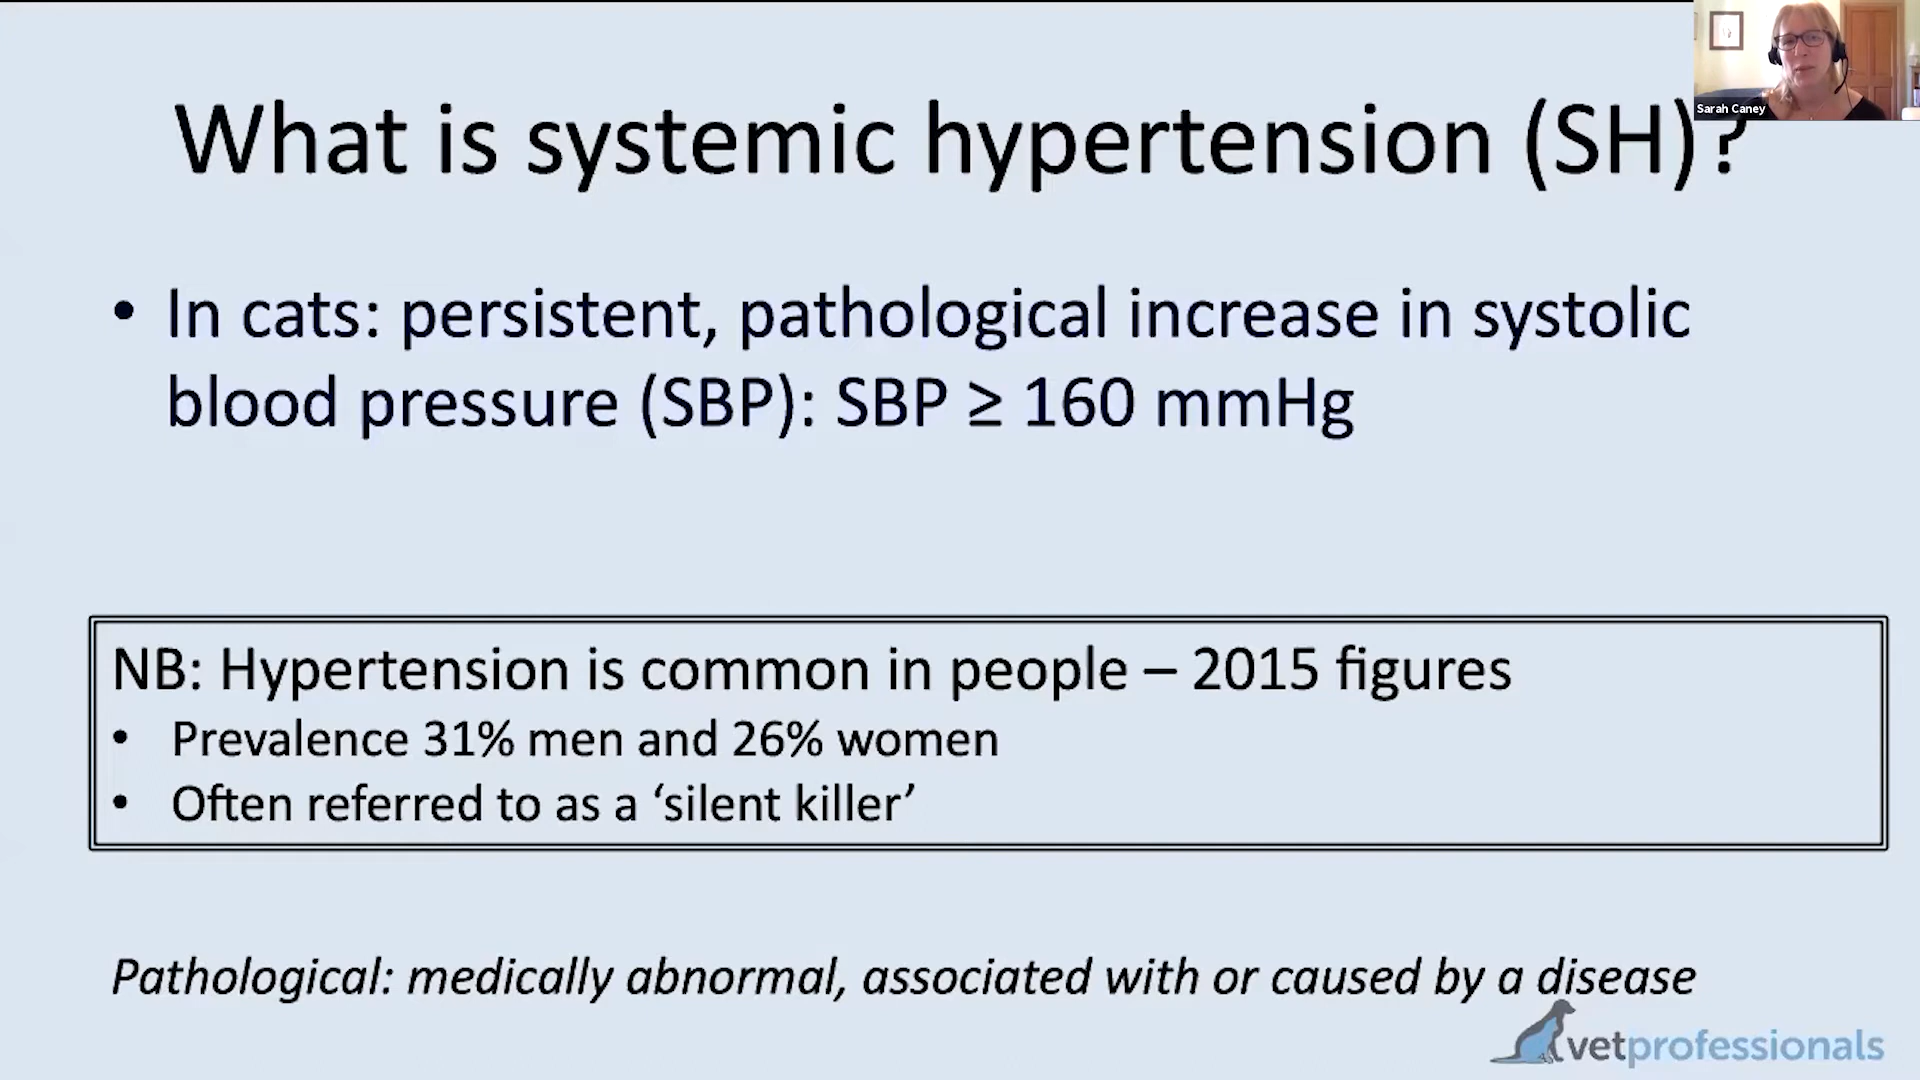 Sarah Caney
What is systemic hypertension (SH)?
• In cats: persistent, pathological increase in systolic
blood pressure (SBP): SBP ≥ 160 mmHg
NB: Hypertension is common in people – 2015 figures
• Prevalence 31% men and 26% women
• Often referred to as a ‘silent killer’
Pathological: medically abnormal, associated with or caused by a disease
vetprofessionals